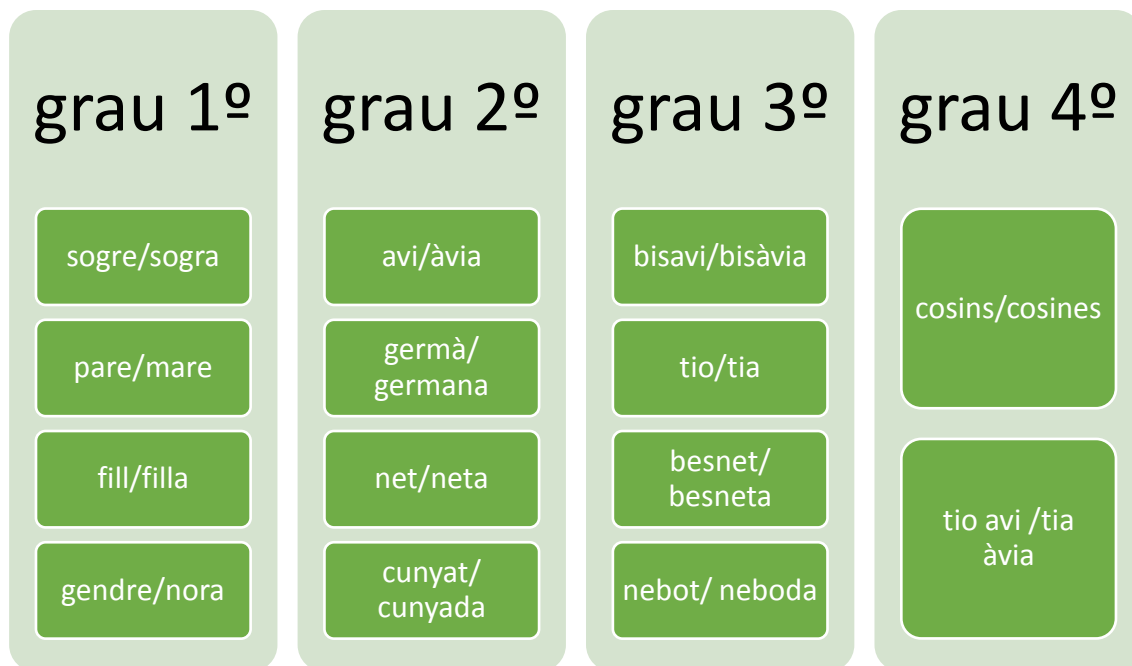 grau 1º
sogre/sogra
pare/mare
fill/filla
gendre/nora
grau 2º
avi/àvia
germà/
germana
net/neta
cunyat/
cunyada
grau 3º
bisavi/bisàvia
tio/tia
besnet/
besneta
nebot/ neboda
grau 4º
cosins/cosines
tio avi /tia
àvia